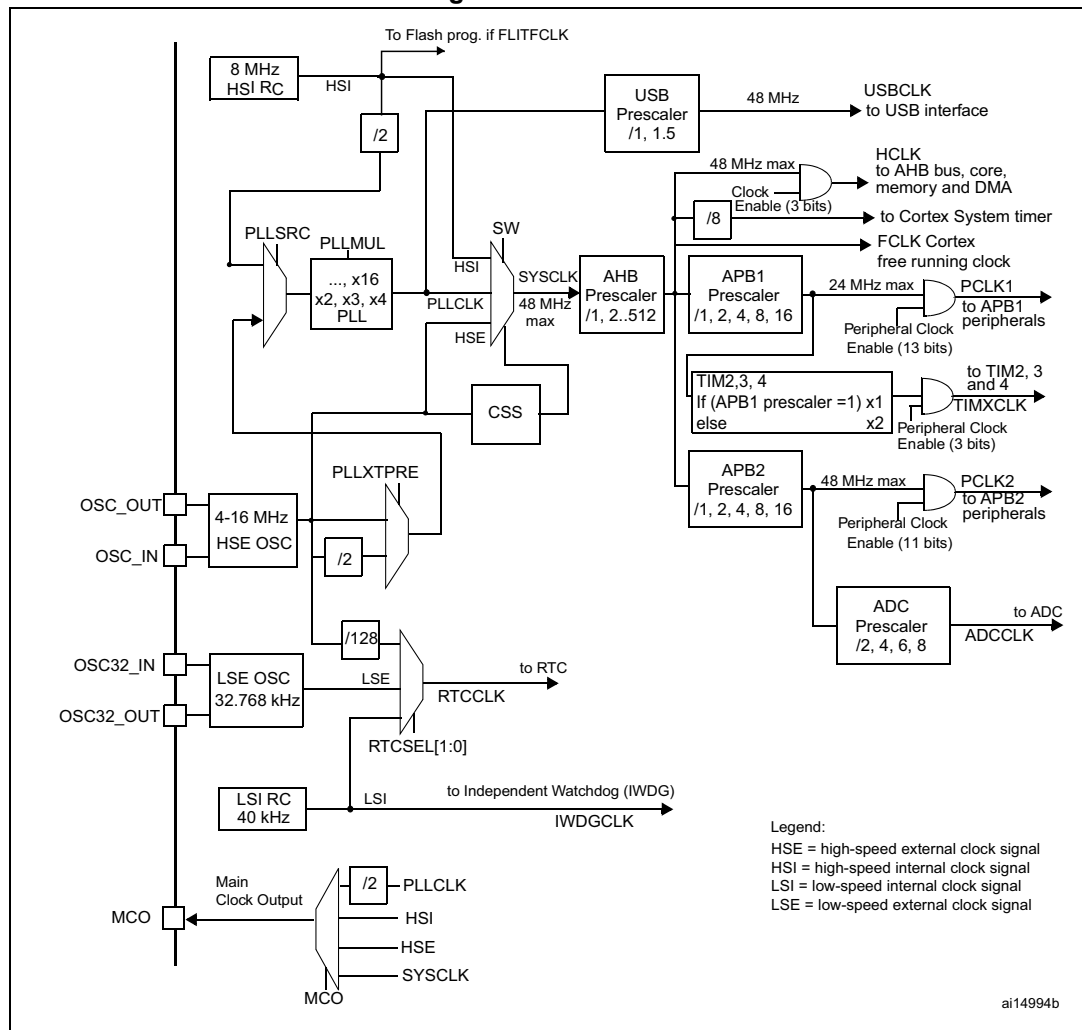 To Flash prog. if FLITFCLK
8 MHz
HSI RC
HSI
/2
USB
Prescaler
/1, 1.5
48 MHz
USBCLK
to USB interface
48 MHz max
HCLK
to AHB bus, core,
memory and DMA
Clock
Enable (3 bits)
/8
to Cortex System timer
FCLK Cortex
free running clock
PLLSRC
PLLMUL
..., x16
x2, x3, x4
PLL
SW
HSI
PLLCLK
HSE
SYSCLK
48 MHz
max
AHB
Prescaler
/1, 2..512
APB1
Prescaler
/1, 2, 4, 8, 16
24 MHz max
PCLK1
to APB1
peripherals
Peripheral Clock
Enable (13 bits)
TIM2,3, 4
If (APB1 prescaler =1) x1
else x2
to TIM2, 3
and 4
TIMXCLK
Peripheral Clock
Enable (3 bits)
CSS
PLLXTPRE
OSC_OUT
OSC_IN
4-16 MHz
HSE OSC
/2
APB2
Prescaler
/1, 2, 4, 8, 16
48 MHz max
PCLK2
to APB2
peripherals
Peripheral Clock
Enable (11 bits)
ADC
Prescaler
/2, 4, 6, 8
to ADC
ADCCLK
/128
OSC32_IN
OSC32_OUT
LSE OSC
32.768 kHz
LSE
to RTC
RTCCLK
RTCSEL[1:0]
LSI RC
40 kHz
LSI
to Independent Watchdog (IWDG)
IWDGCLK
Legend:
HSE = high-speed external clock signal
HSI = high-speed internal clock signal
LSI = low-speed internal clock signal
LSE = low-speed external clock signal
Main
Clock Output
MCO
/2
PLLCLK
HSI
HSE
SYSCLK
MCO
ai14994b